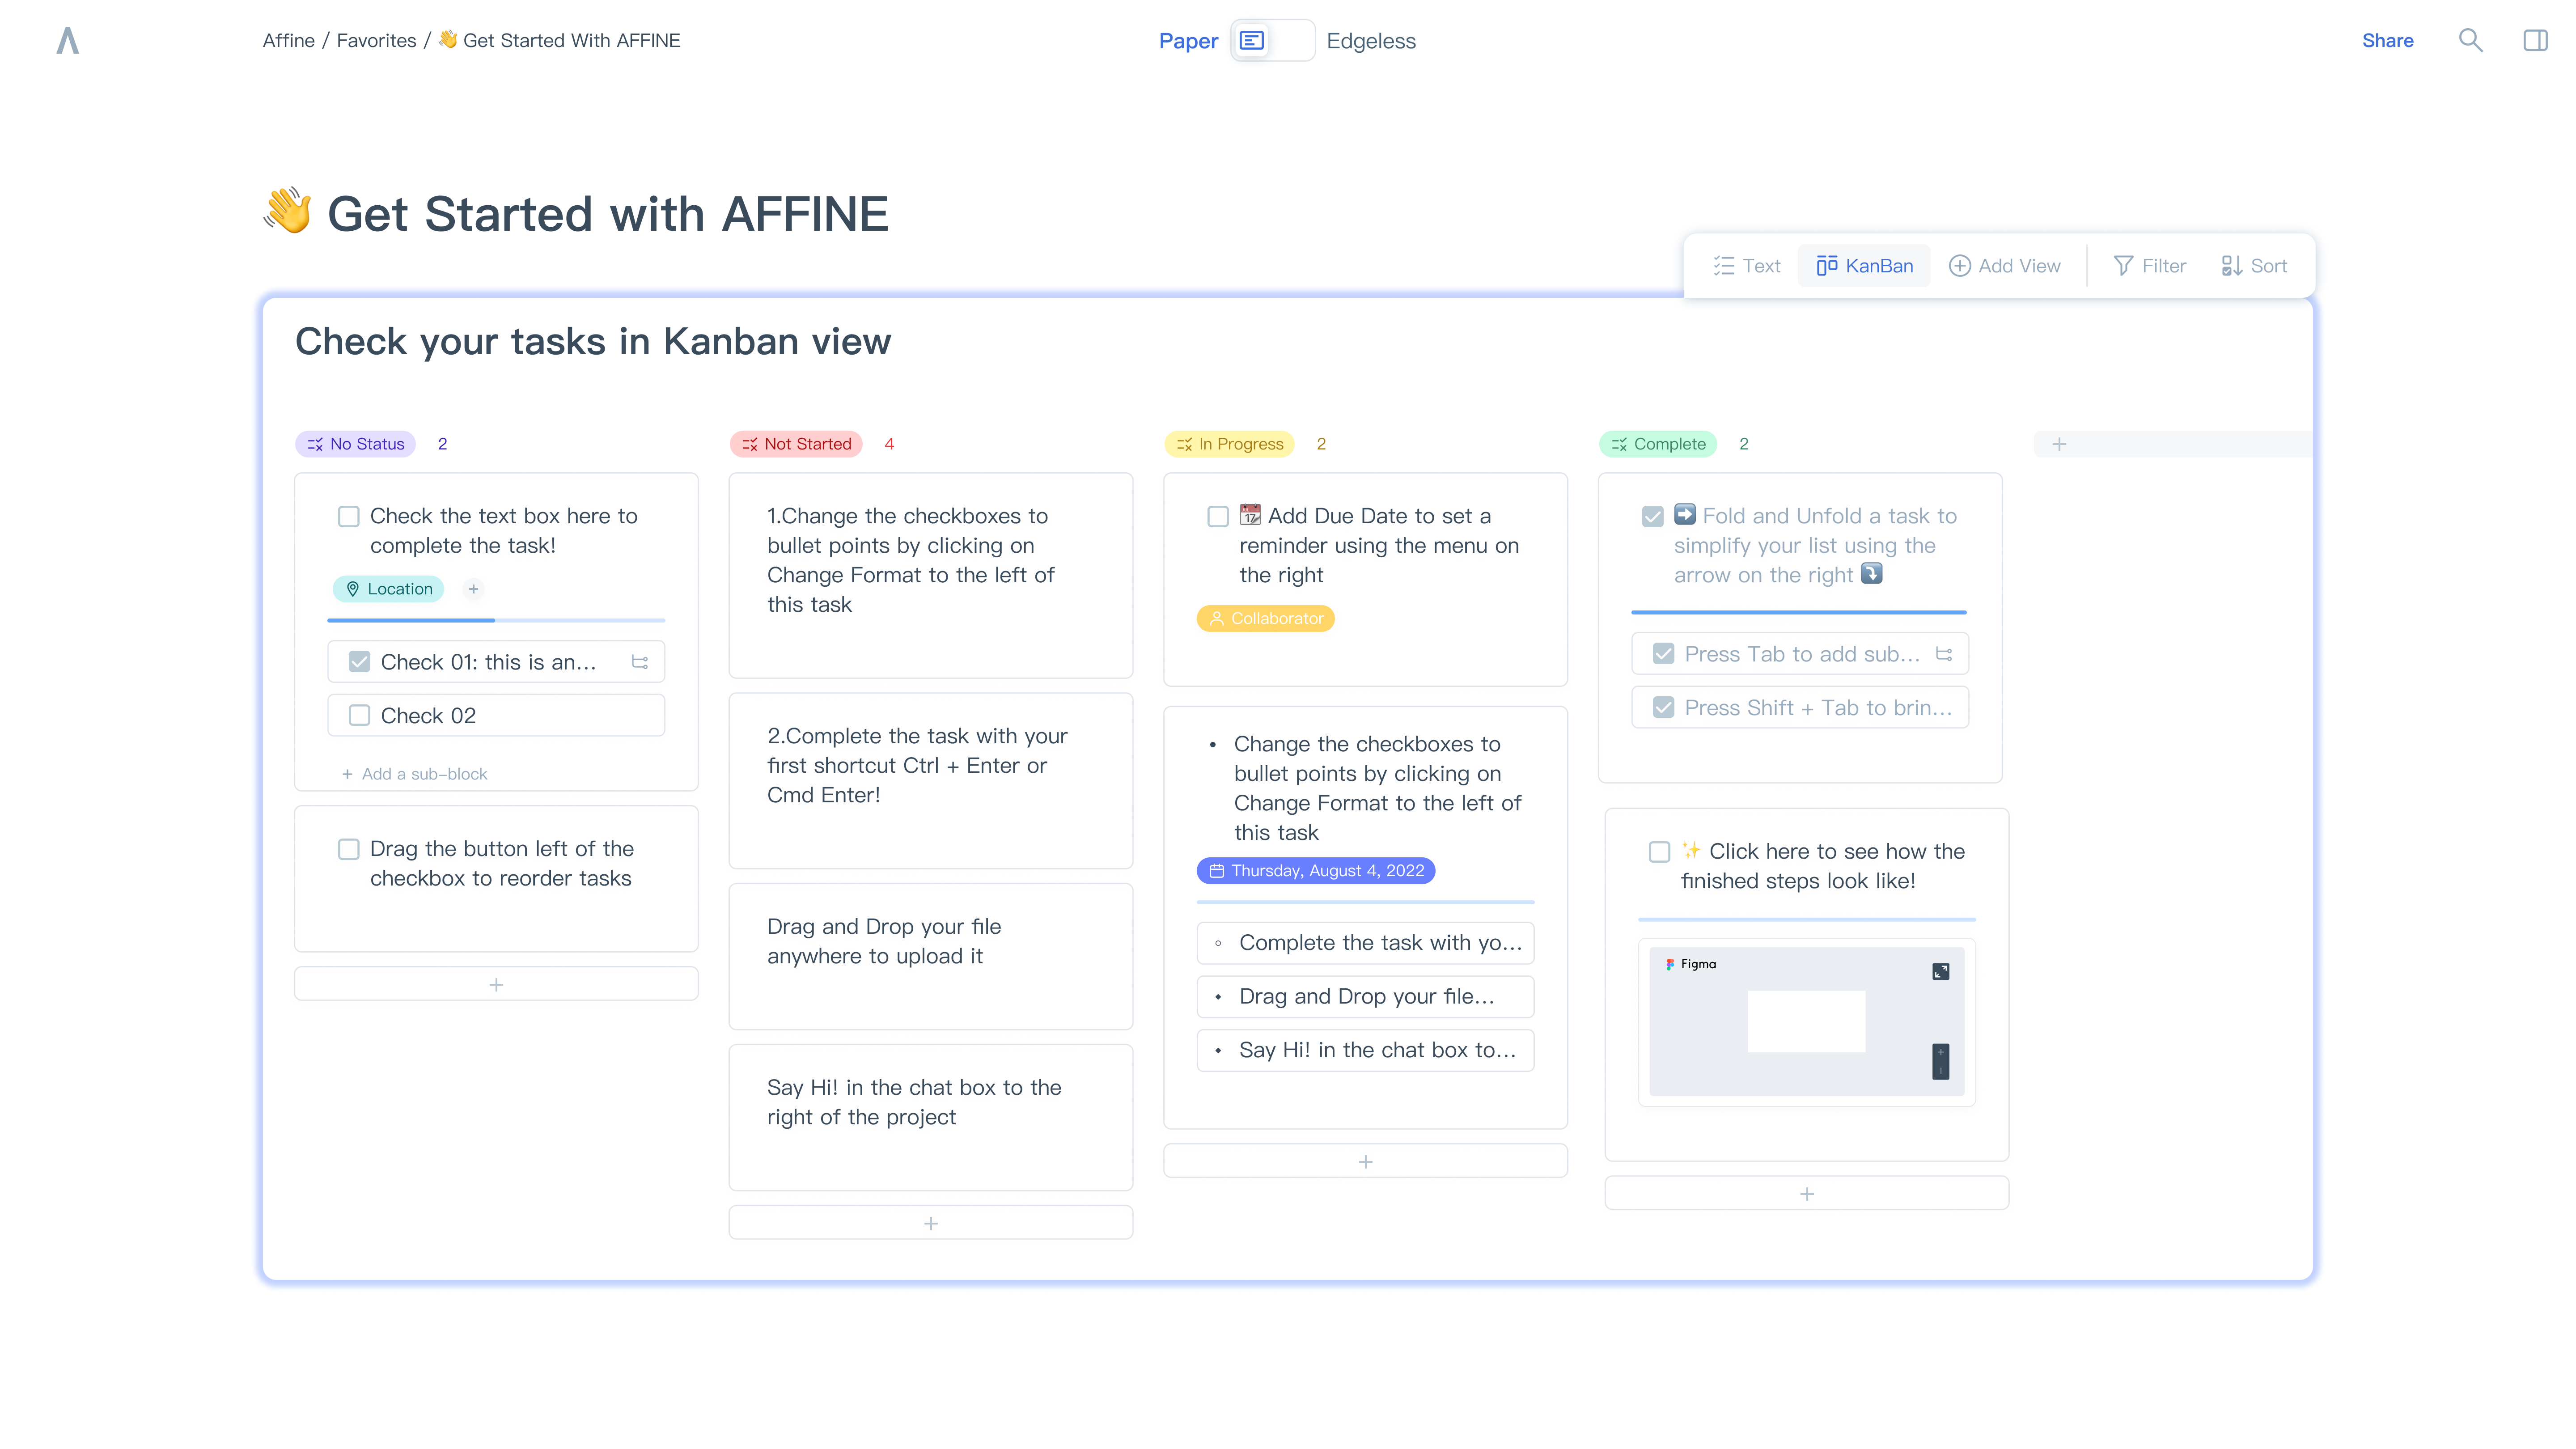 Affine / Favorites / 👋 Get Started With AFFINE
Paper
Edgeless
Share
👋 Get Started with AFFINE
Text
KanBan
Add View
Filter
Sort
Check your tasks in Kanban view
No Status 2
Check the text box here to
complete the task!
Location +
Check 01: this is an...
Check 02
+ Add a sub-block
Drag the button left of the
checkbox to reorder tasks
+
Not Started 4
1.Change the checkboxes to
bullet points by clicking on
Change Format to the left of
this task
2.Complete the task with your
first shortcut Ctrl + Enter or
Cmd Enter!
Drag and Drop your file
anywhere to upload it
Say Hi! in the chat box to the
right of the project
+
In Progress 2
📆 Add Due Date to set a
reminder using the menu on
the right
Collaborator
• Change the checkboxes to
bullet points by clicking on
Change Format to the left of
this task
Thursday, August 4, 2022
Complete the task with yo...
Drag and Drop your file...
Say Hi! in the chat box to...
+
Complete 2
➡️ Fold and Unfold a task to
simplify your list using the
arrow on the right ⤵️
Press Tab to add sub...
Press Shift + Tab to brin...
✨ Click here to see how the
finished steps look like!
Figma
+
+